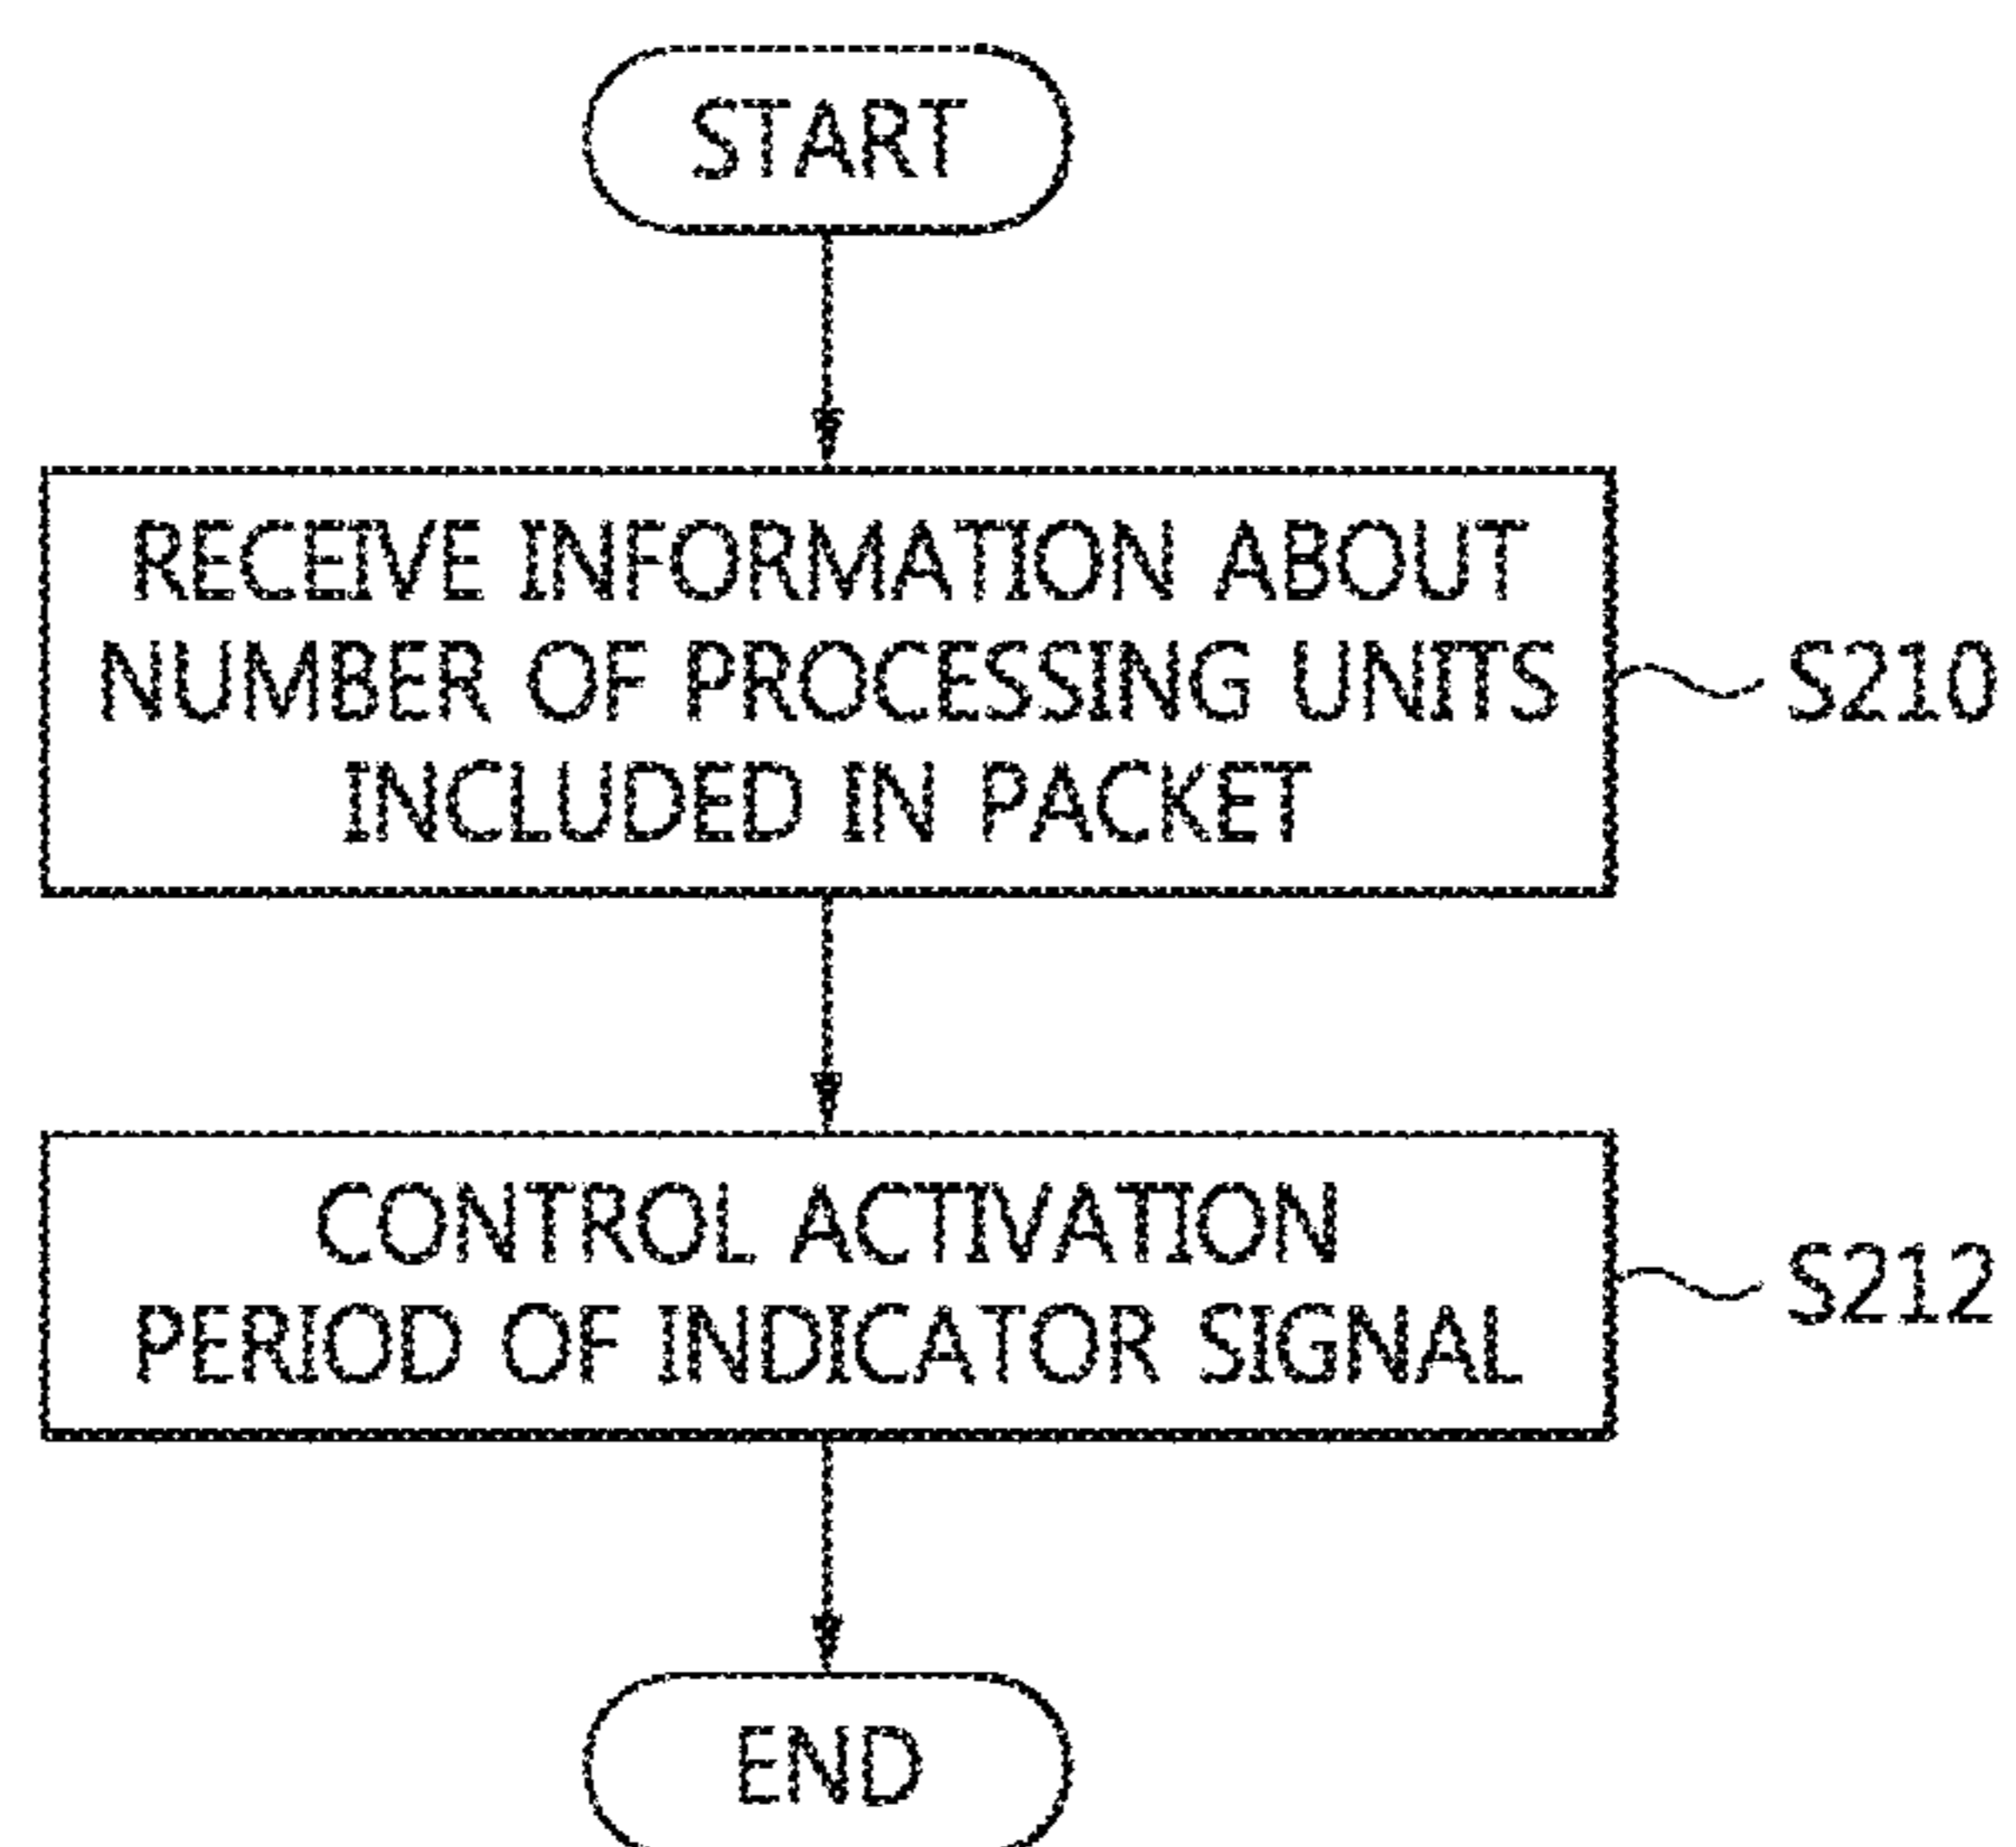 START
RECEIVE INFORMATION ABOUT
NUMBER OF PROCESSING UNITS
INCLUDED IN PACKET
S210
CONTROL ACTIVATION
PERIOD OF INDICATOR SIGNAL
S212
END